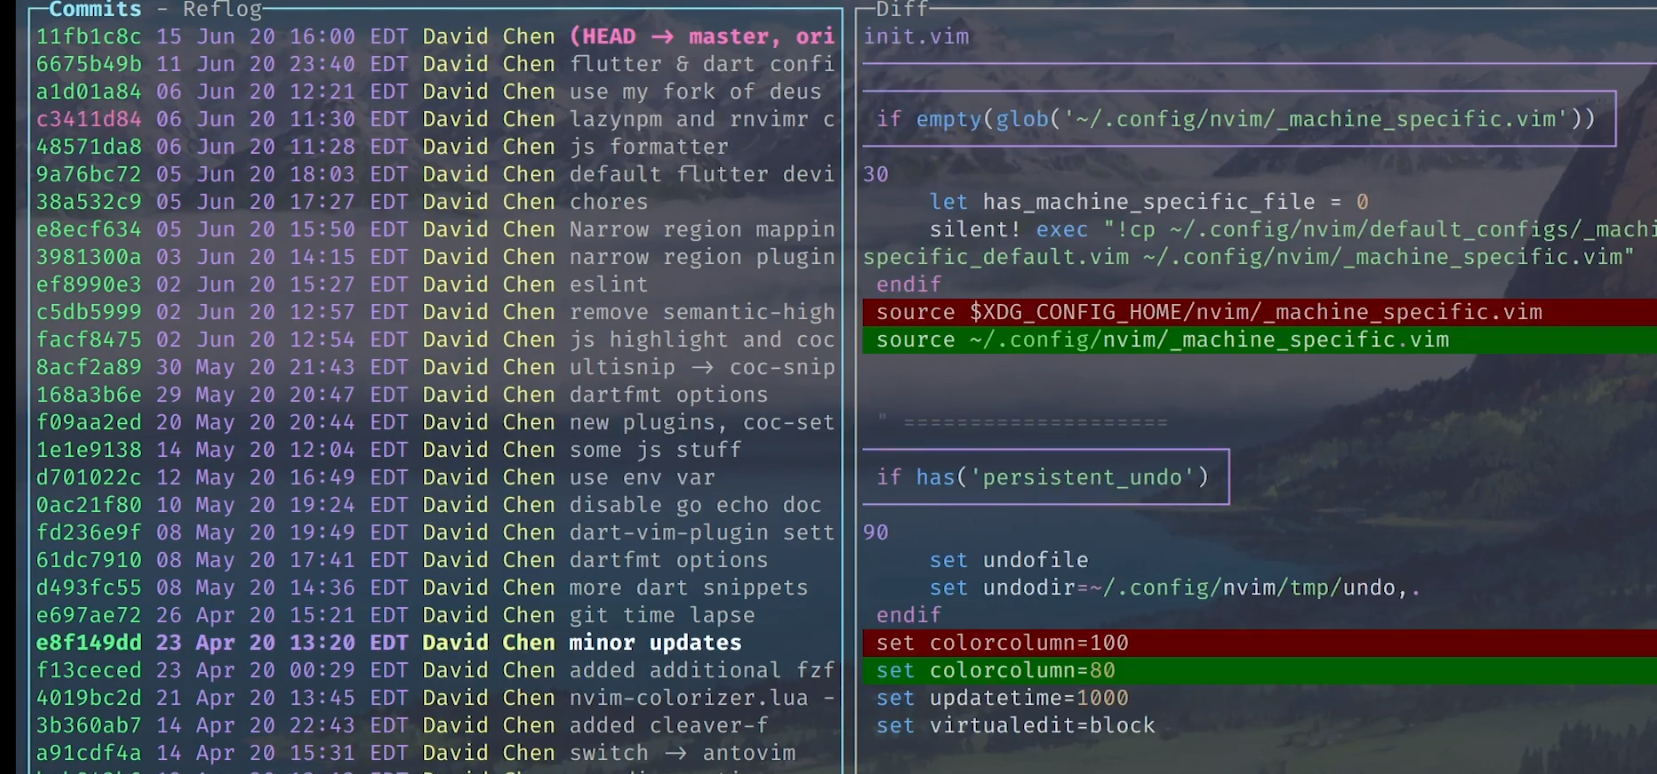 Commits - Reflog
11fb1c8c 15 Jun 20 16:00 EDT David Chen (HEAD → master, ori
6675b49b 11 Jun 20 23:40 EDT David Chen flutter & dart confi
a1d01a84 06 Jun 20 12:21 EDT David Chen use my fork of deus
c3411d84 06 Jun 20 11:30 EDT David Chen lazynpm and rnvimr c
48571da8 06 Jun 20 11:28 EDT David Chen js formatter
9a76bc72 05 Jun 20 18:03 EDT David Chen default flutter devi
38a532c9 05 Jun 20 17:27 EDT David Chen chores
e8ecf634 05 Jun 20 15:50 EDT David Chen Narrow region mappin
3981300a 03 Jun 20 14:15 EDT David Chen narrow region plugin
ef8990e3 02 Jun 20 15:27 EDT David Chen eslint
c5db5999 02 Jun 20 12:57 EDT David Chen remove semantic-high
facf8475 02 Jun 20 12:54 EDT David Chen js highlight and coc
8acf2a89 30 May 20 21:43 EDT David Chen ultisnip → coc-snip
168a3b6e 29 May 20 20:47 EDT David Chen dartfmt options
f09aa2ed 20 May 20 20:44 EDT David Chen new plugins, coc-set
1e1e9138 14 May 20 12:04 EDT David Chen some js stuff
d701022c 12 May 20 16:49 EDT David Chen use env var
0ac21f80 10 May 20 19:24 EDT David Chen disable go echo doc
fd236e9f 08 May 20 19:49 EDT David Chen dart-vim-plugin sett
61dc7910 08 May 20 17:41 EDT David Chen dartfmt options
d493fc55 08 May 20 14:36 EDT David Chen more dart snippets
e697ae72 26 Apr 20 15:21 EDT David Chen git time lapse
e8f149dd 23 Apr 20 13:20 EDT David Chen minor updates
f13ceced 23 Apr 20 00:29 EDT David Chen added additional fzf
4019bc2d 21 Apr 20 13:45 EDT David Chen nvim-colorizer.lua -
3b360ab7 14 Apr 20 22:43 EDT David Chen added cleaver-f
a91cdf4a 14 Apr 20 15:31 EDT David Chen switch → antovim
Diff
init.vim
if empty(glob('~/.config/nvim/_machine_specific.vim'))
30
let has_machine_specific_file = 0
silent! exec "!cp ~/.config/nvim/default_configs/_machi
specific_default.vim ~/.config/nvim/_machine_specific.vim"
endif
source $XDG_CONFIG_HOME/nvim/_machine_specific.vim
source ~/.config/nvim/_machine_specific.vim
" ====================
if has('persistent_undo')
90
set undofile
set undodir=~/.config/nvim/tmp/undo,.
endif
set colorcolumn=100
set colorcolumn=80
set updatetime=1000
set virtualedit=block